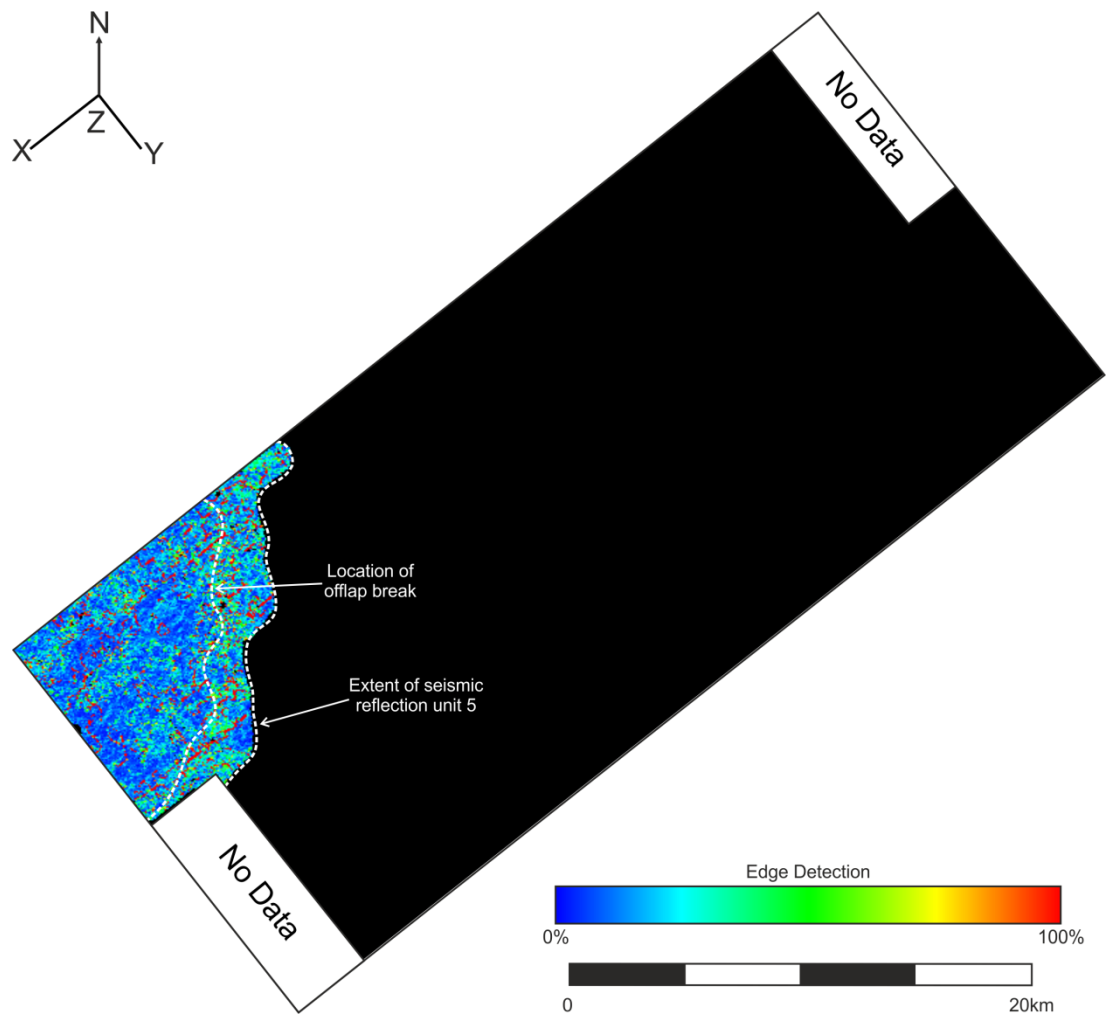 N
Z
X
Y
No Data
Location of
offlap break
Extent of seismic
reflection unit 5
No Data
Edge Detection
0%
100%
0
20km